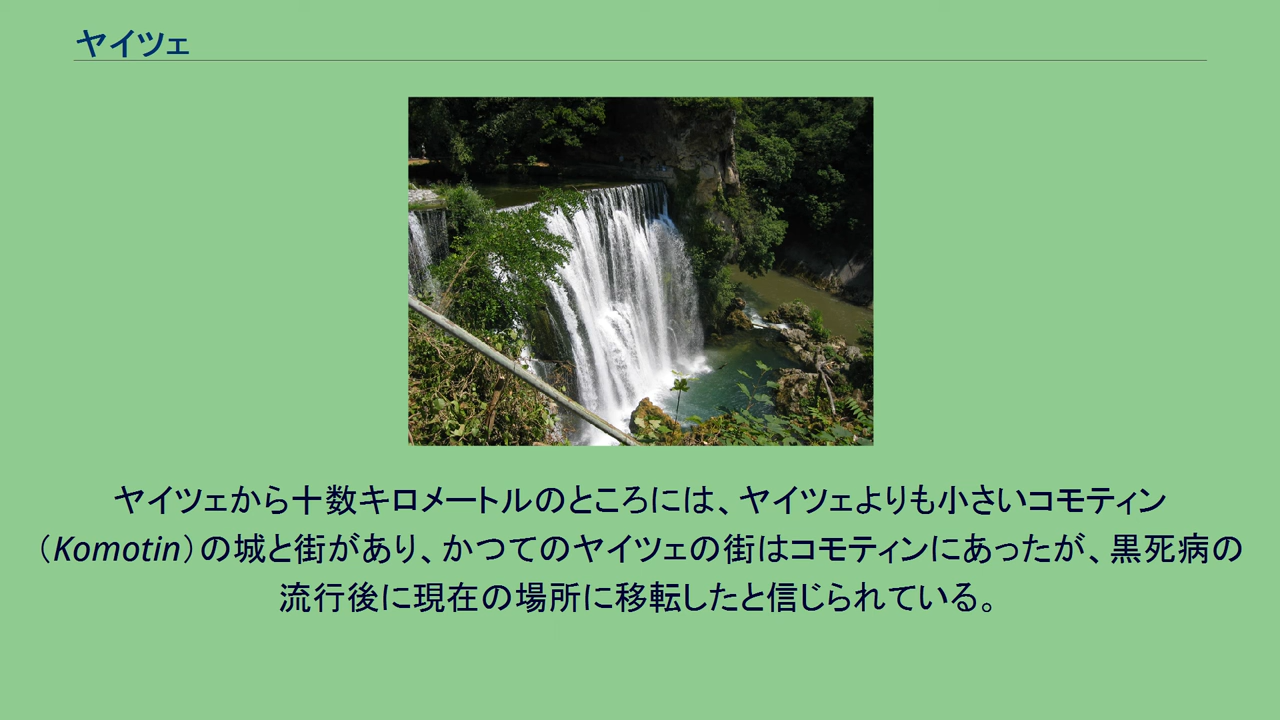 ヤイツェ
ヤイツェから十数キロメートルのところには、ヤイツェよりも小さいコモティン
（Komotin）の城と街があり、かつてのヤイツェの街はコモティンにあったが、黒死病の
流行後に現在の場所に移転したと信じられている。